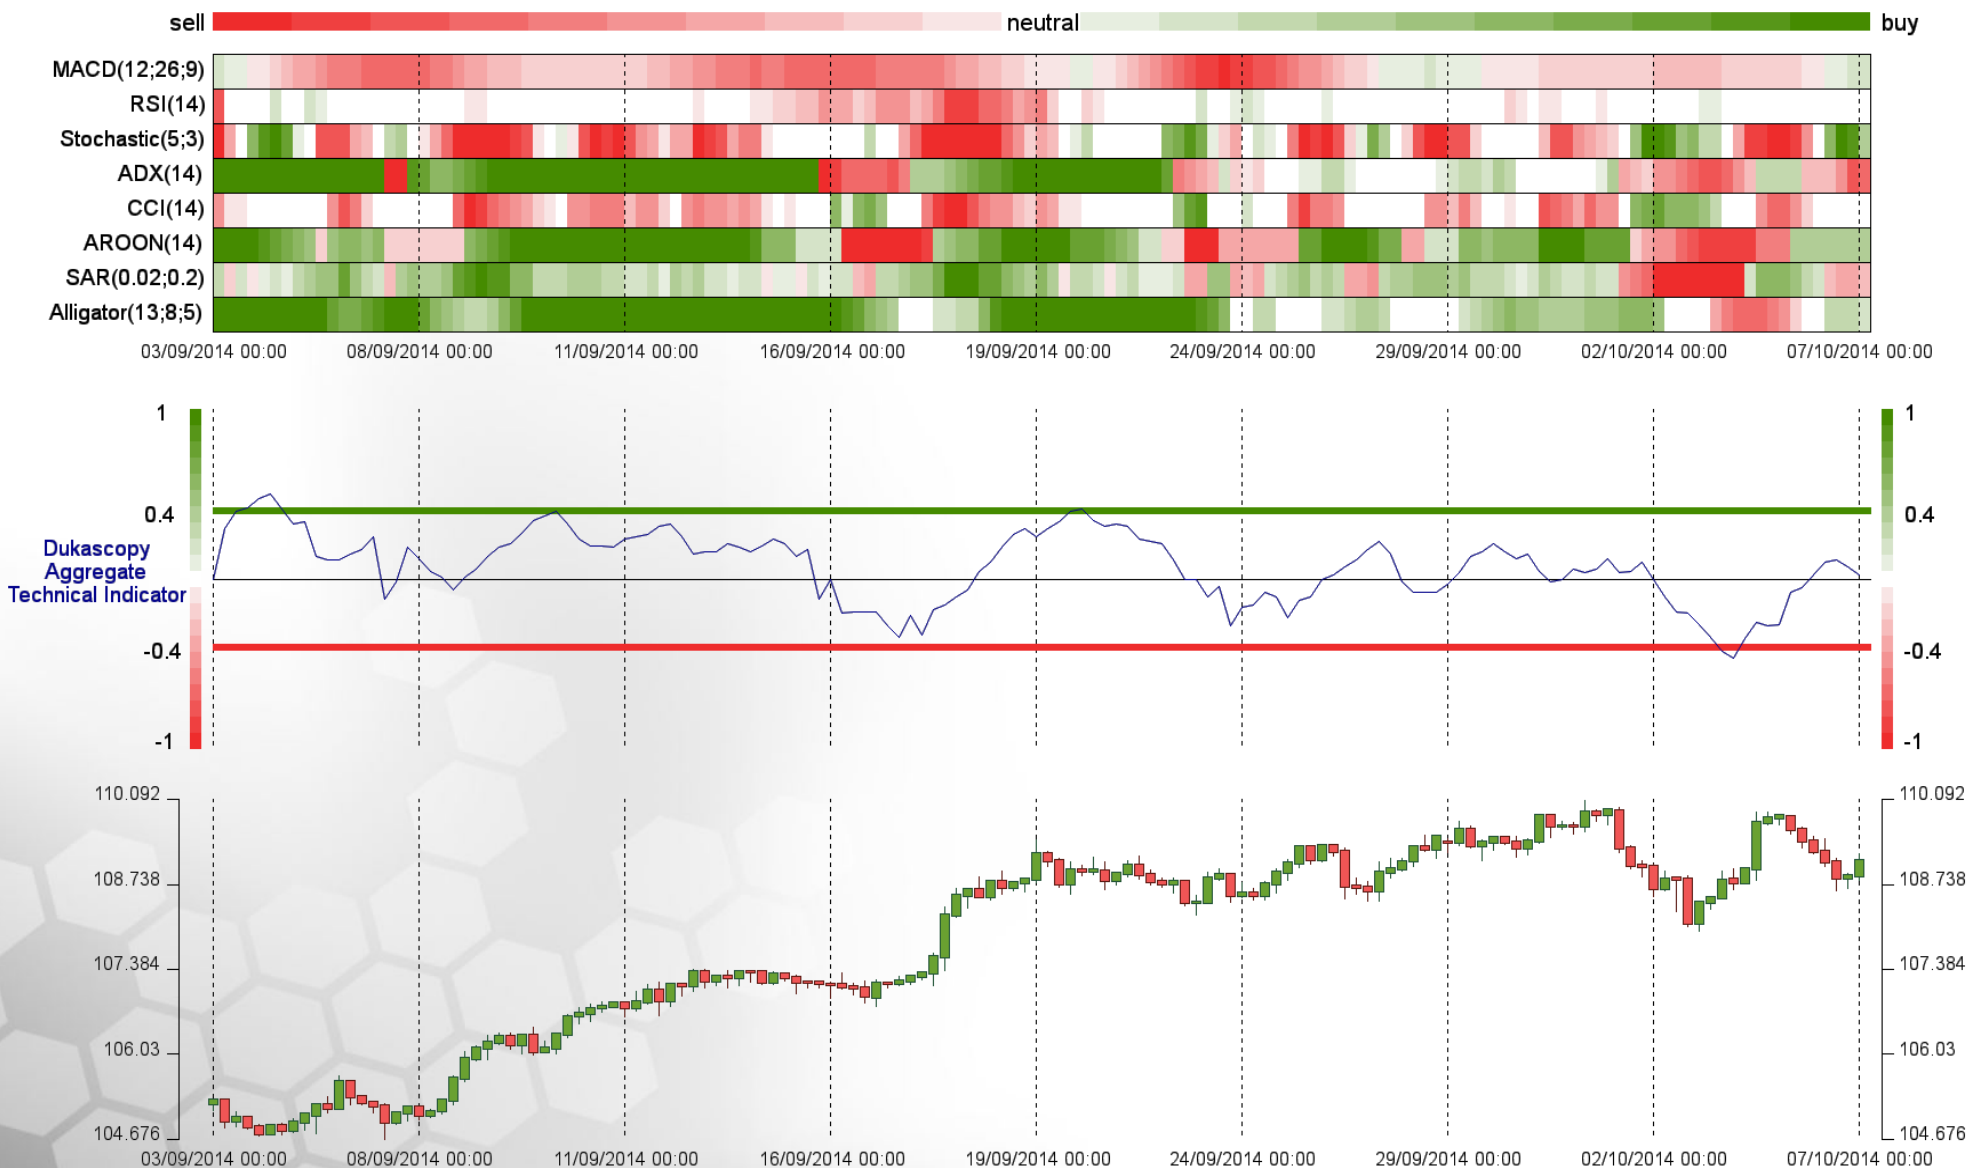 sell neutral buy
MACD(12;26;9)
RSI(14)
Stochastic(5;3)
ADX(14)
CCI(14)
AROON(14)
SAR(0.02;0.2)
Alligator(13;8;5)
03/09/2014 00:00 08/09/2014 00:00 11/09/2014 00:00 16/09/2014 00:00 19/09/2014 00:00 24/09/2014 00:00 29/09/2014 00:00 02/10/2014 00:00 07/10/2014 00:00
1 1
0.4 0.4
Dukascopy
Aggregate
Technical Indicator
-0.4 -0.4
-1 -1
110.092 110.092
108.738 108.738
107.384 107.384
106.03 106.03
104.676 104.676
03/09/2014 00:00 08/09/2014 00:00 11/09/2014 00:00 16/09/2014 00:00 19/09/2014 00:00 24/09/2014 00:00 29/09/2014 00:00 02/10/2014 00:00 07/10/2014 00:00